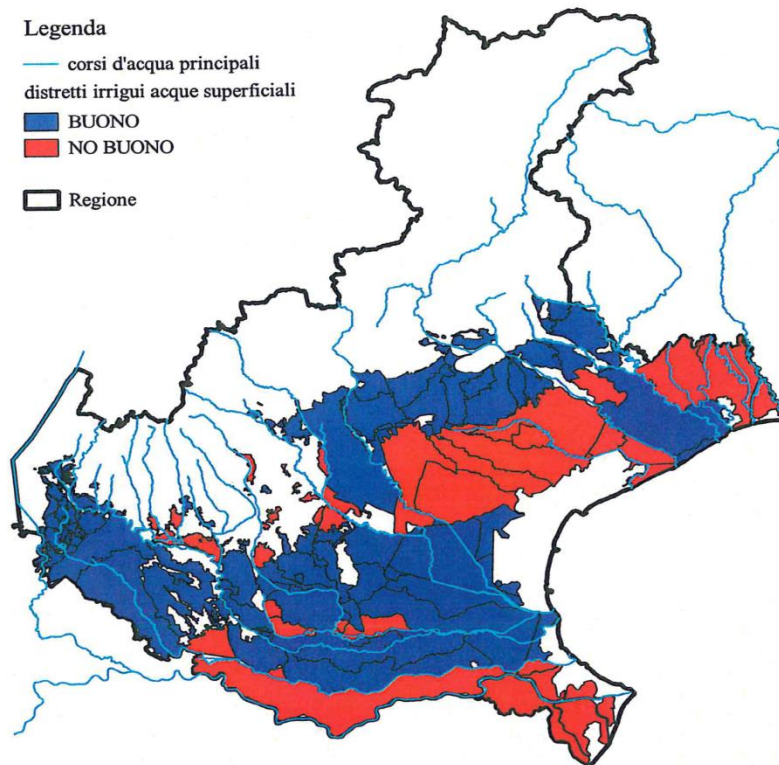 Legenda
corsi d'acqua principali
distretti irrigui acque superficiali
BUONO
NO BUONO
Regione